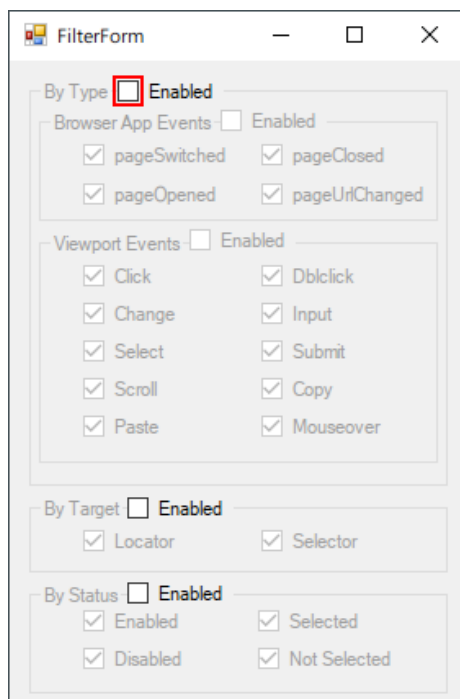 FilterForm
By Type Enabled
Browser App Events Enabled
pageSwitched pageClosed
pageOpened pageUrlChanged
Viewport Events Enabled
Click Dblclick
Change Input
Select Submit
Scroll Copy
Paste Mouseover
By Target Enabled
Locator Selector
By Status Enabled
Enabled Selected
Disabled Not Selected